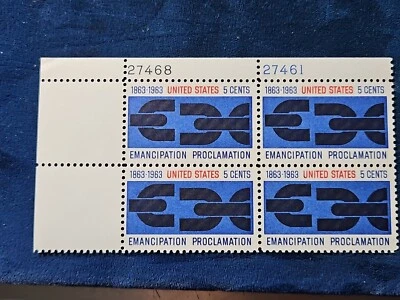 27468 27461
1863-1963 UNITED STATES 5 CENTS 1863-1963 UNITED STATES 5 CENTS
EMANCIPATION PROCLAMATION EMANCIPATION PROCLAMATION
1863-1963 UNITED STATES 5 CENTS 1863-1963 UNITED STATES 5 CENTS
EMANCIPATION PROCLAMATION EMANCIPATION PROCLAMATION